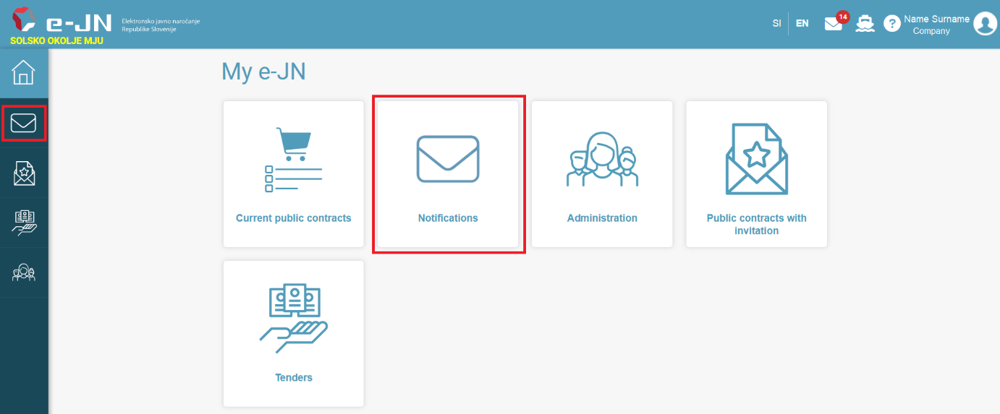 e-JN
Elektronsko javno naročanje
Republike Slovenije
SOLSKO OKOLJE MJU
SI
EN
14
?
Name Surname
Company
My e-JN
Current public contracts
Notifications
Administration
Public contracts with
invitation
Tenders